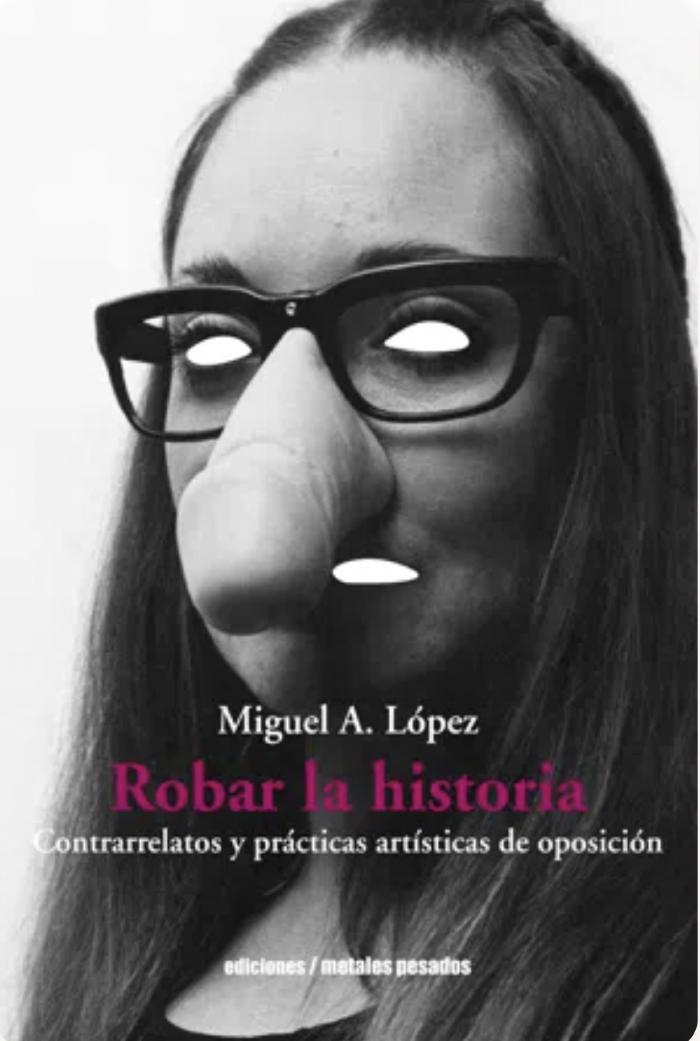 Miguel A. López
Robar la historia
Contrarrelatos y prácticas artísticas de oposición
ediciones / metales pesados